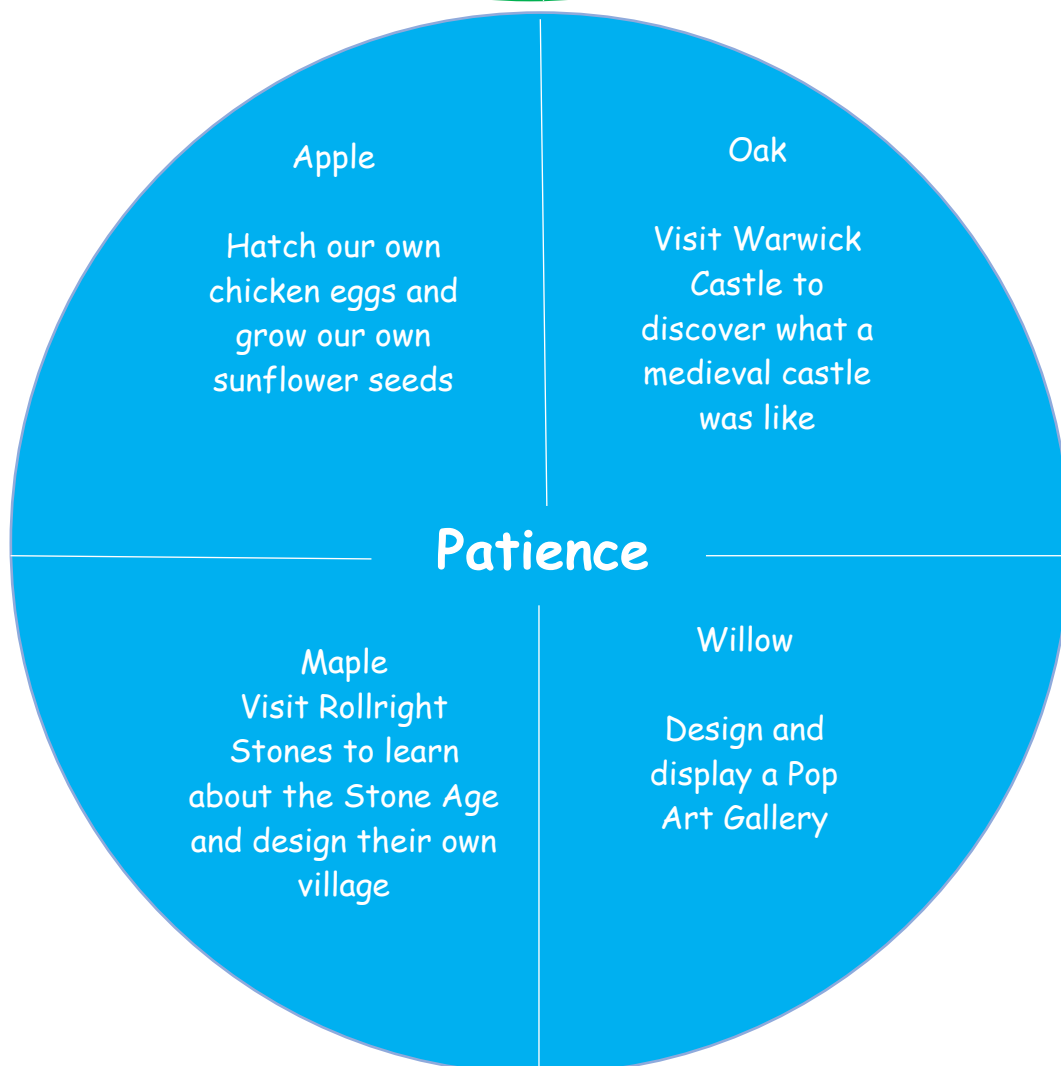 Apple
Hatch our own
chicken eggs and
grow our own
sunflower seeds
Oak
Visit Warwick
Castle to
discover what a
medieval castle
was like
Patience
Maple
Visit Rollright
Stones to learn
about the Stone Age
and design their own
village
Willow
Design and
display a Pop
Art Gallery